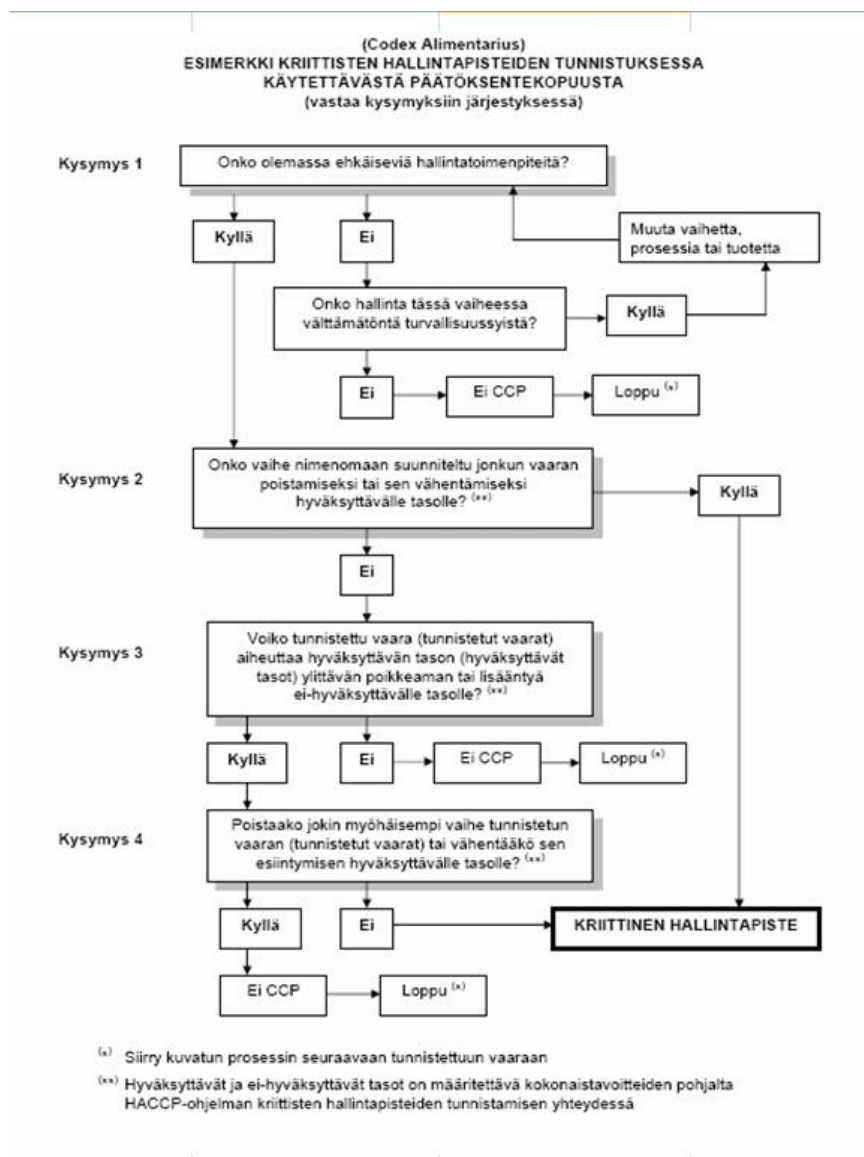 (Codex Alimentarius)
ESIMERKKI KRIITTISTEN HALLINTAPISTEIDEN TUNNISTUKSESSA
KÄYTETTÄVÄSTÄ PÄÄTÖKSENTEKOPUUSTA
(vastaa kysymyksiin järjestyksessä)
Kysymys 1
Onko olemassa ehkäiseviä hallintatoimenpiteitä?
Kyllä
Ei
Muuta vaihetta,
prosessia tai tuotetta
Onko hallinta tässä vaiheessa
välttämätöntä turvallisuussyistä?
Kyllä
Ei
Ei CCP
Loppu (x)
Kysymys 2
Onko vaihe nimenomaan suunniteltu jonkun vaaran
poistamiseksi tai sen vähentämiseksi
hyväksyttävälle tasolle? (xx)
Kyllä
Ei
Kysymys 3
Voiko tunnistettu vaara (tunnistetut vaarat)
aiheuttaa hyväksyttävän tason (hyväksyttävät
tasot) ylittävän poikkeaman tai lisääntyä
ei-hyväksyttävälle tasolle? (xx)
Kyllä
Ei
Ei CCP
Loppu (x)
Kysymys 4
Poistaako jokin myöhäisempi vaihe tunnistetun
vaaran (tunnistetut vaarat) tai vähentääkö sen
esiintymisen hyväksyttävälle tasolle? (xx)
Kyllä
Ei
KRIITTINEN HALLINTAPISTE
Ei CCP
Loppu (x)
(x) Siirry kuvatun prosessin seuraavaan tunnistettuun vaaraan
(xx) Hyväksyttävät ja ei-hyväksyttävät tasot on määritettävä kokonaistavoitteiden pohjalta
HACCP-ohjelman kriittisten hallintapisteiden tunnistamisen yhteydessä